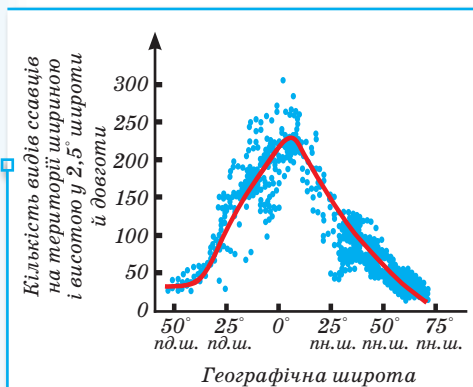 Кількість видів ссавців
на території шириною
і висотою у 2,5° широти
й довготи
300
250
200
150
100
50
0
50° 25° 0° 25° 50° 75°
пд.ш. пд.ш. пн.ш. пн.ш. пн.ш.
Географічна широта